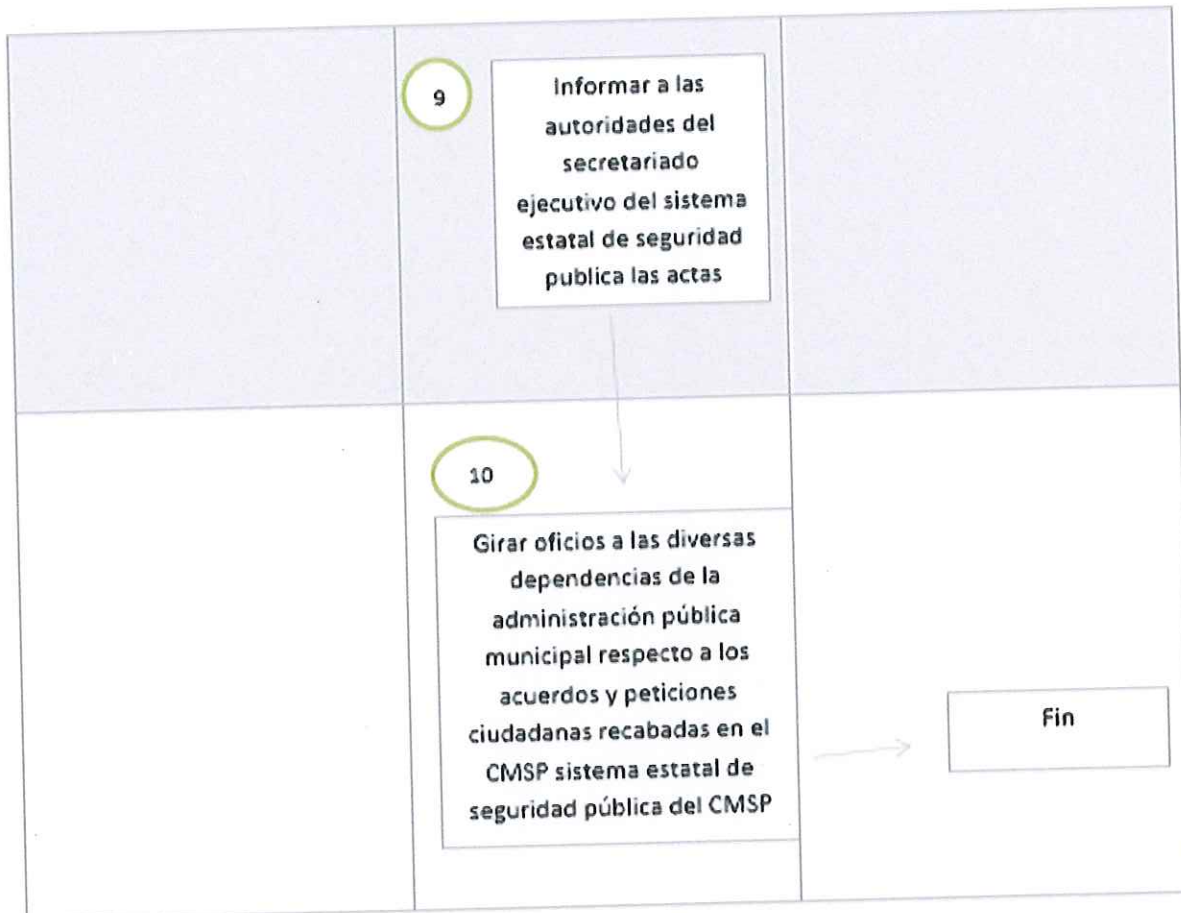 9
Informar a las
autoridades del
secretariado
ejecutivo del sistema
estatal de seguridad
publica las actas
10
Girar oficios a las diversas
dependencias de la
administración pública
municipal respecto a los
acuerdos y peticiones
ciudadanas recabadas en el
CMSP sistema estatal de
seguridad pública del CMSP
Fin